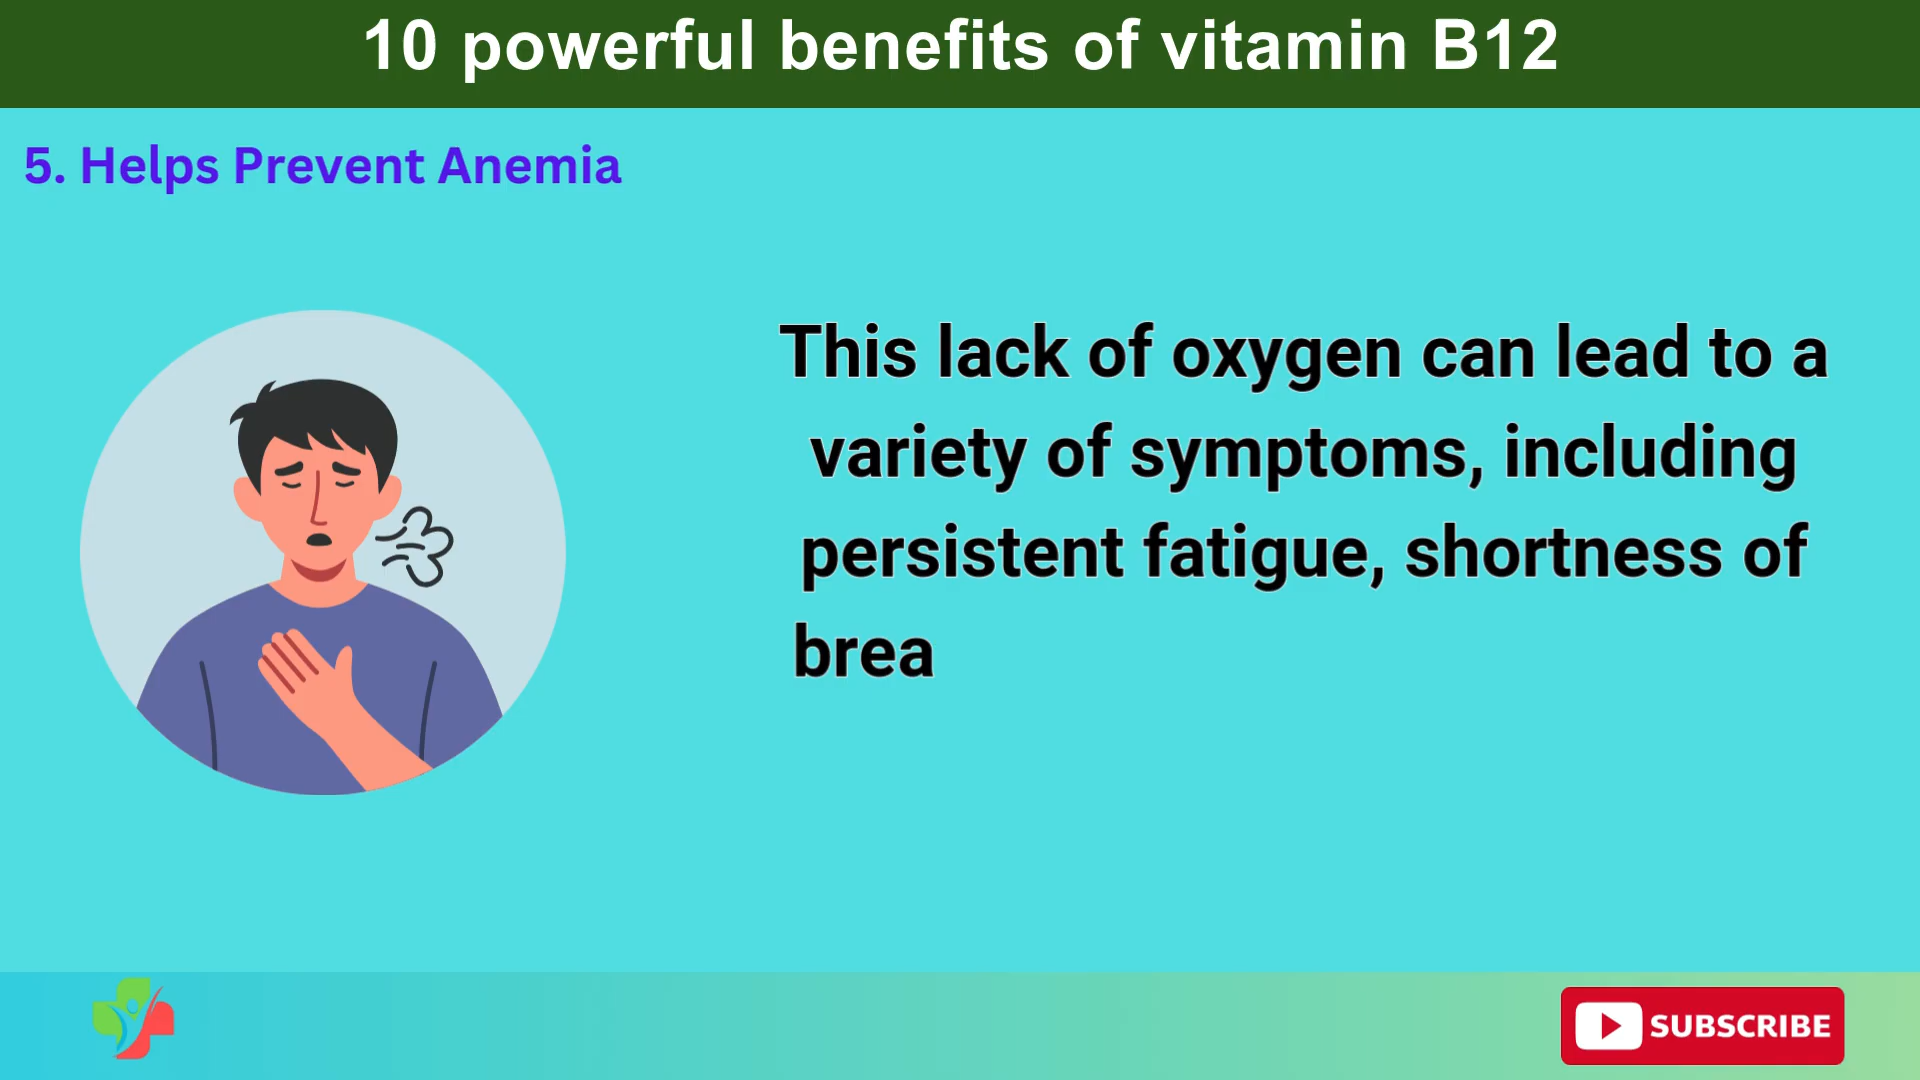 10 powerful benefits of vitamin B12
5. Helps Prevent Anemia
This lack of oxygen can lead to a
variety of symptoms, including
persistent fatigue, shortness of
brea
SUBSCRIBE